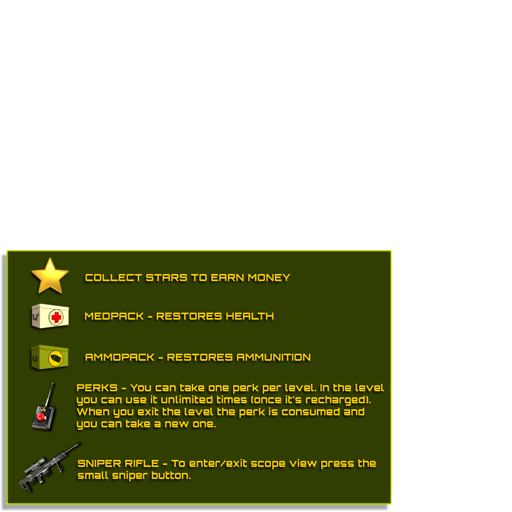 COLLECT STARS TO EARN MONEY
MEDPACK - RESTORES HEALTH
AMMOPACK - RESTORES AMMUNITION
PERKS - You can take one perk per level. In the level
you can use it unlimited times (once it's recharged).
When you exit the level the perk is consumed and
you can take a new one.
SNIPER RIFLE - To enter/exit scope view press the
small sniper button.